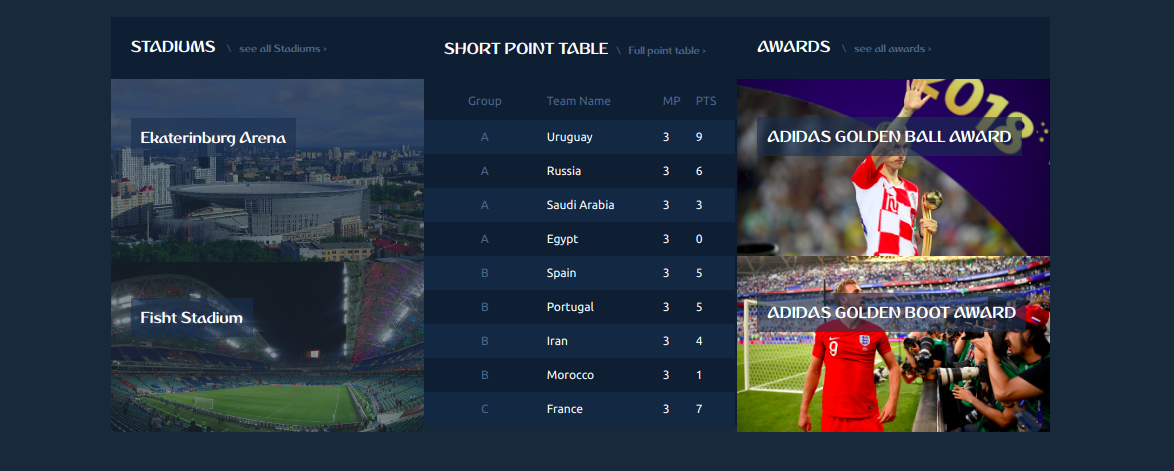 STADIUMS \ see all Stadiums ›
Ekaterinburg Arena
Fisht Stadium
SHORT POINT TABLE \ Full point table ›
Group Team Name MP PTS
A Uruguay 3 9
A Russia 3 6
A Saudi Arabia 3 3
A Egypt 3 0
B Spain 3 5
B Portugal 3 5
B Iran 3 4
B Morocco 3 1
C France 3 7
AWARDS \ see all awards ›
2018
ADIDAS GOLDEN BALL AWARD
ADIDAS GOLDEN BOOT AWARD
9